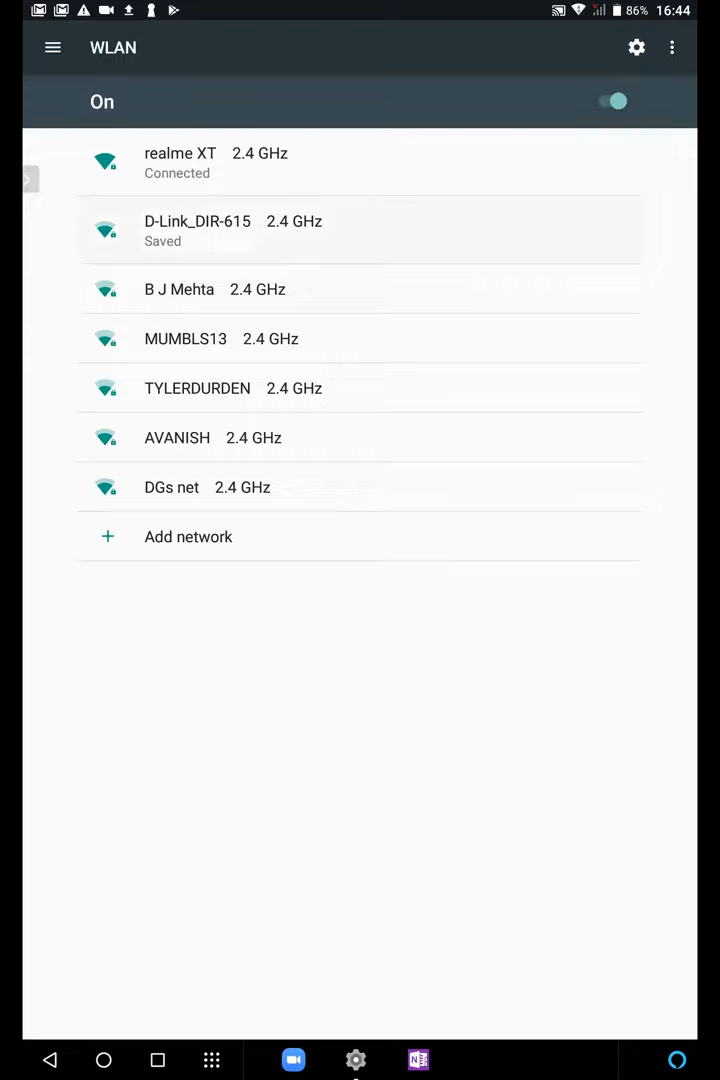 86% 16:44
WLAN
On
realme XT 2.4 GHz
Connected
D-Link_DIR-615 2.4 GHz
Saved
B J Mehta 2.4 GHz
MUMBLS13 2.4 GHz
TYLERDURDEN 2.4 GHz
AVANISH 2.4 GHz
DGs net 2.4 GHz
Add network